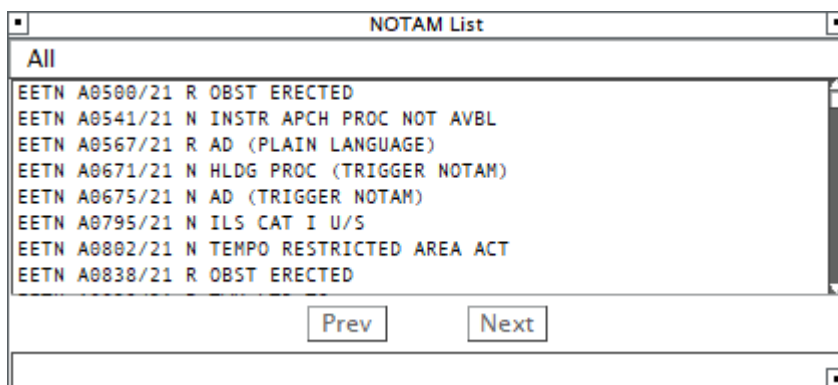 NOTAM List
All
EETN A0500/21 R OBST ERECTED
EETN A0541/21 N INSTR APCH PROC NOT AVBL
EETN A0567/21 R AD (PLAIN LANGUAGE)
EETN A0671/21 N HLDG PROC (TRIGGER NOTAM)
EETN A0675/21 N AD (TRIGGER NOTAM)
EETN A0795/21 N ILS CAT I U/S
EETN A0802/21 N TEMPO RESTRICTED AREA ACT
EETN A0838/21 R OBST ERECTED
Prev Next